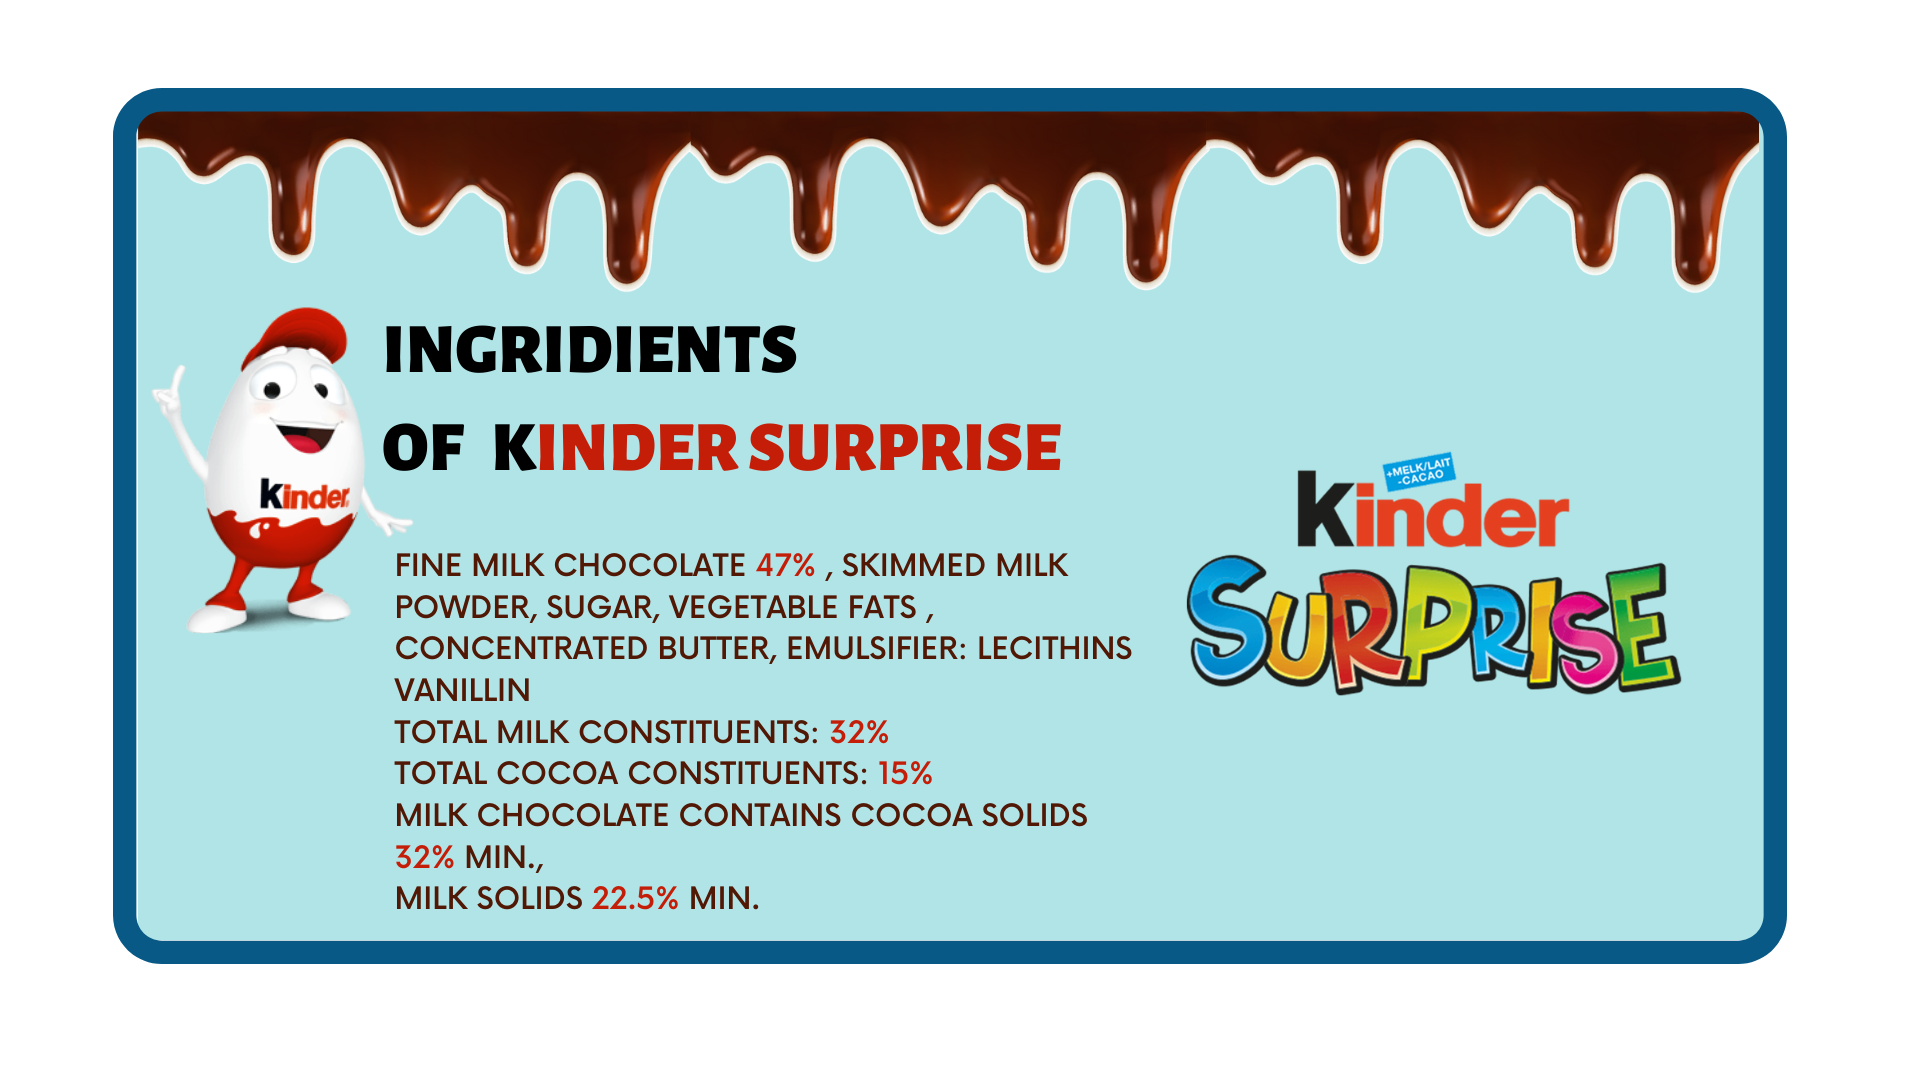 INGRIDIENTS
OF KINDER SURPRISE
Kinder
FINE MILK CHOCOLATE 47% , SKIMMED MILK
POWDER, SUGAR, VEGETABLE FATS ,
CONCENTRATED BUTTER, EMULSIFIER: LECITHINS
VANILLIN
TOTAL MILK CONSTITUENTS: 32%
TOTAL COCOA CONSTITUENTS: 15%
MILK CHOCOLATE CONTAINS COCOA SOLIDS
32% MIN.,
MILK SOLIDS 22.5% MIN.
+MELK/LAIT
-CACAO
Kinder
SURPRISE